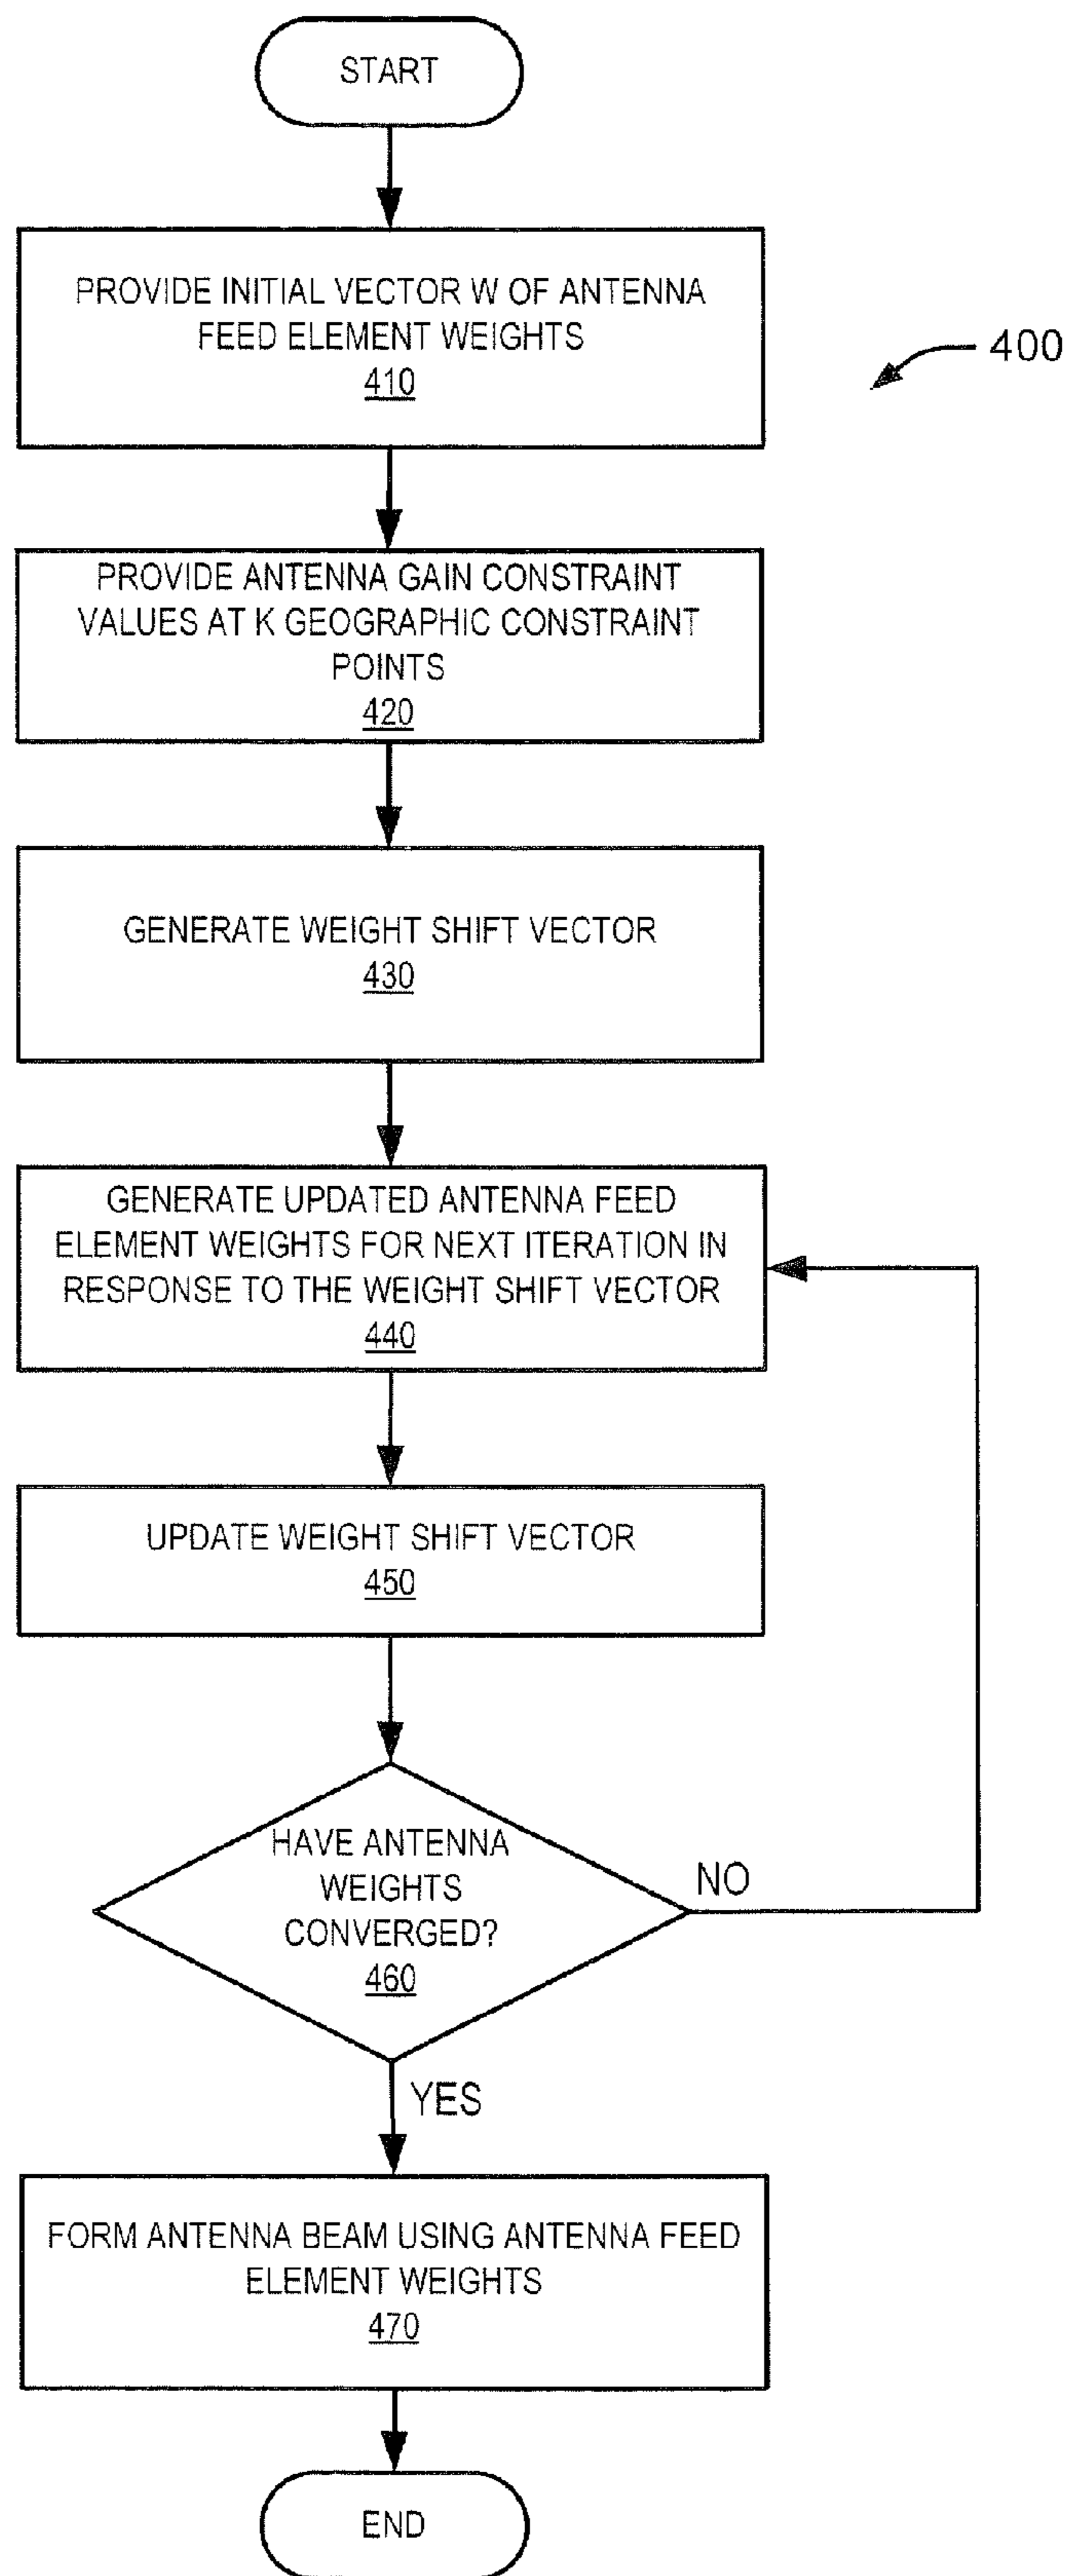 START
PROVIDE INITIAL VECTOR W OF ANTENNA
FEED ELEMENT WEIGHTS
410
400
PROVIDE ANTENNA GAIN CONSTRAINT
VALUES AT K GEOGRAPHIC CONSTRAINT
POINTS
420
GENERATE WEIGHT SHIFT VECTOR
430
GENERATE UPDATED ANTENNA FEED
ELEMENT WEIGHTS FOR NEXT ITERATION IN
RESPONSE TO THE WEIGHT SHIFT VECTOR
440
UPDATE WEIGHT SHIFT VECTOR
450
HAVE ANTENNA
WEIGHTS
CONVERGED?
460
NO
YES
FORM ANTENNA BEAM USING ANTENNA FEED
ELEMENT WEIGHTS
470
END